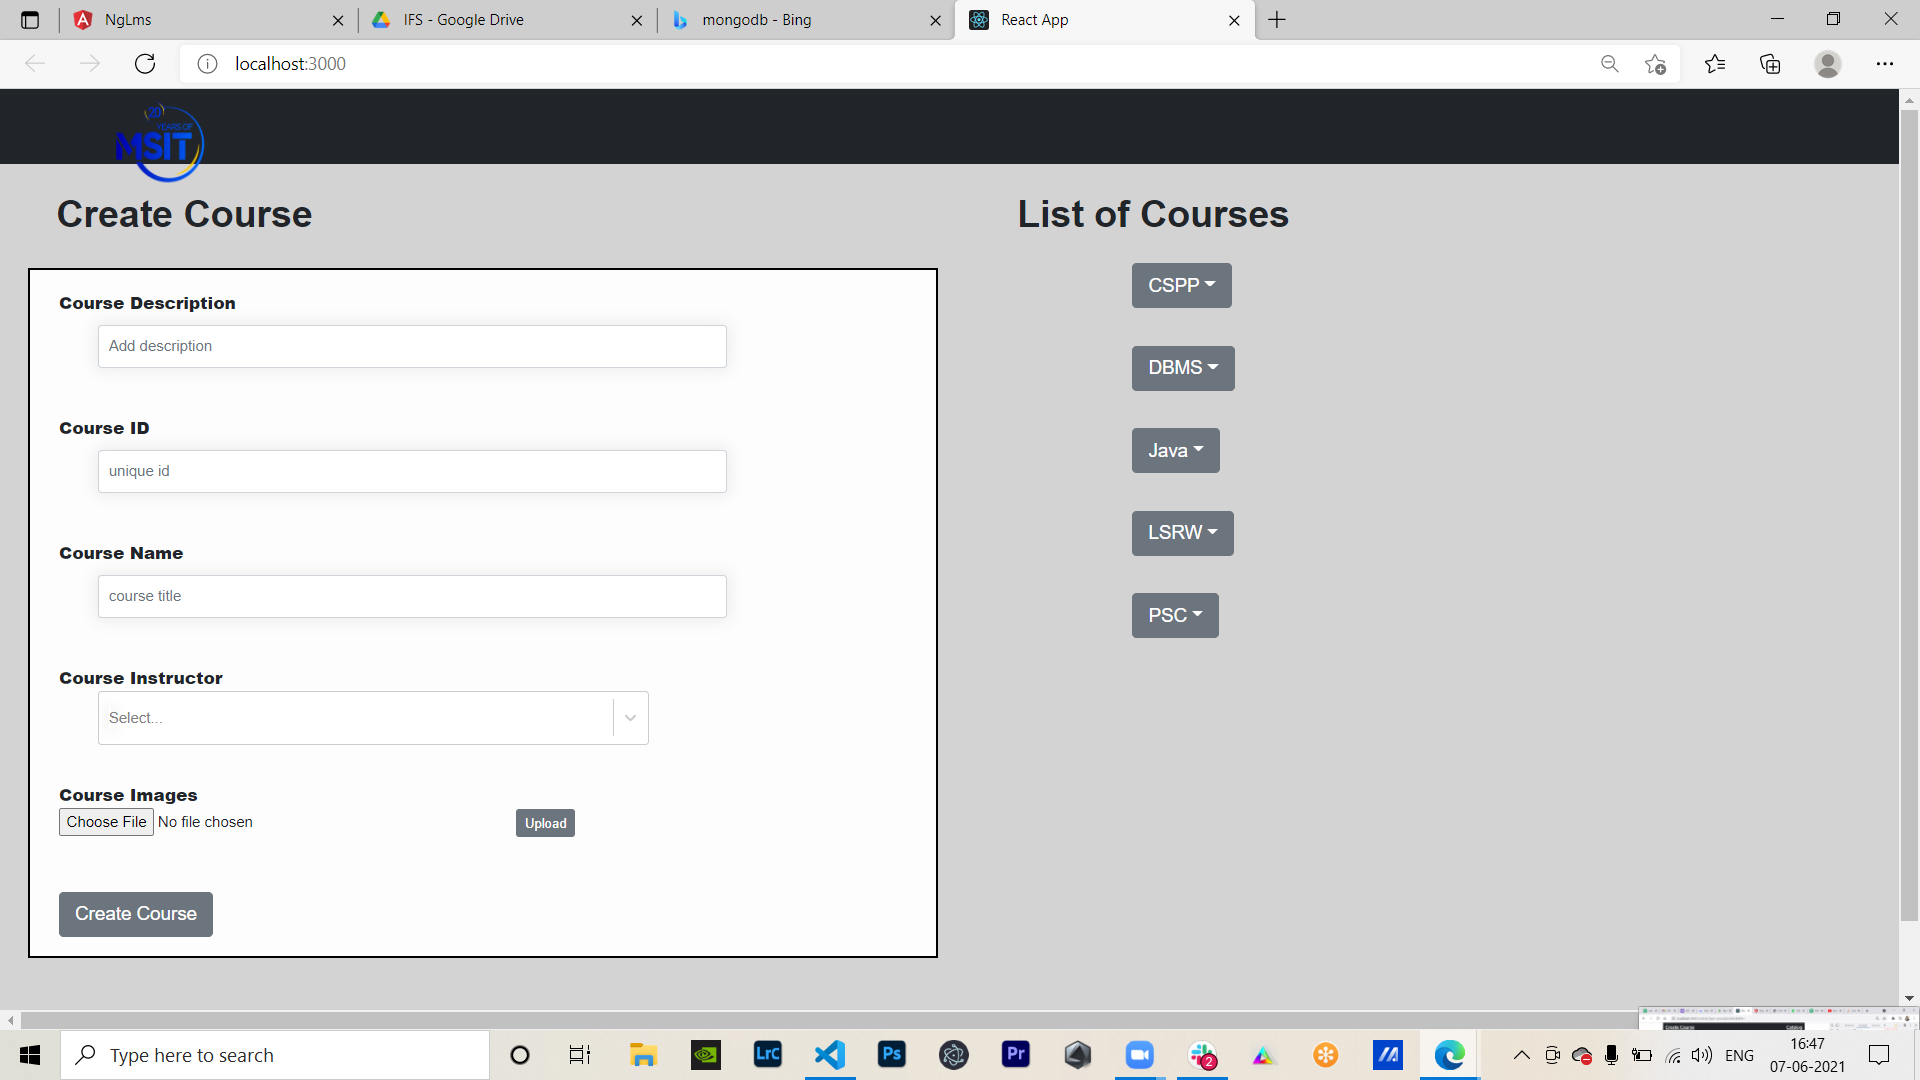 NgLms
IFS - Google Drive
mongodb - Bing
React App
localhost:3000
20
YEARS OF
MSIT
Create Course
List of Courses
Course Description
Add description
Course ID
unique id
Course Name
course title
Course Instructor
Select...
Course Images
Choose File No file chosen
Upload
Create Course
CSPP
DBMS
Java
LSRW
PSC
Type here to search
LrC
Ps
Pr
2
ENG
16:47
07-06-2021